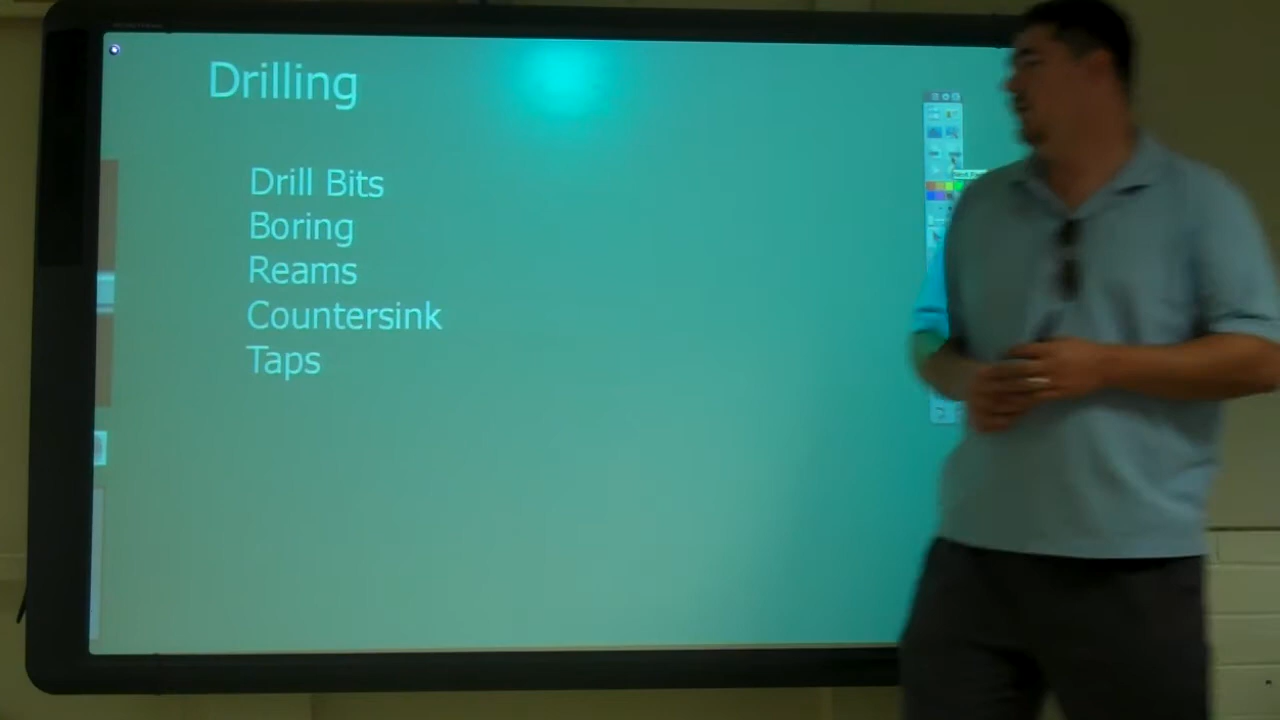 Drilling
Drill Bits
Boring
Reams
Countersink
Taps